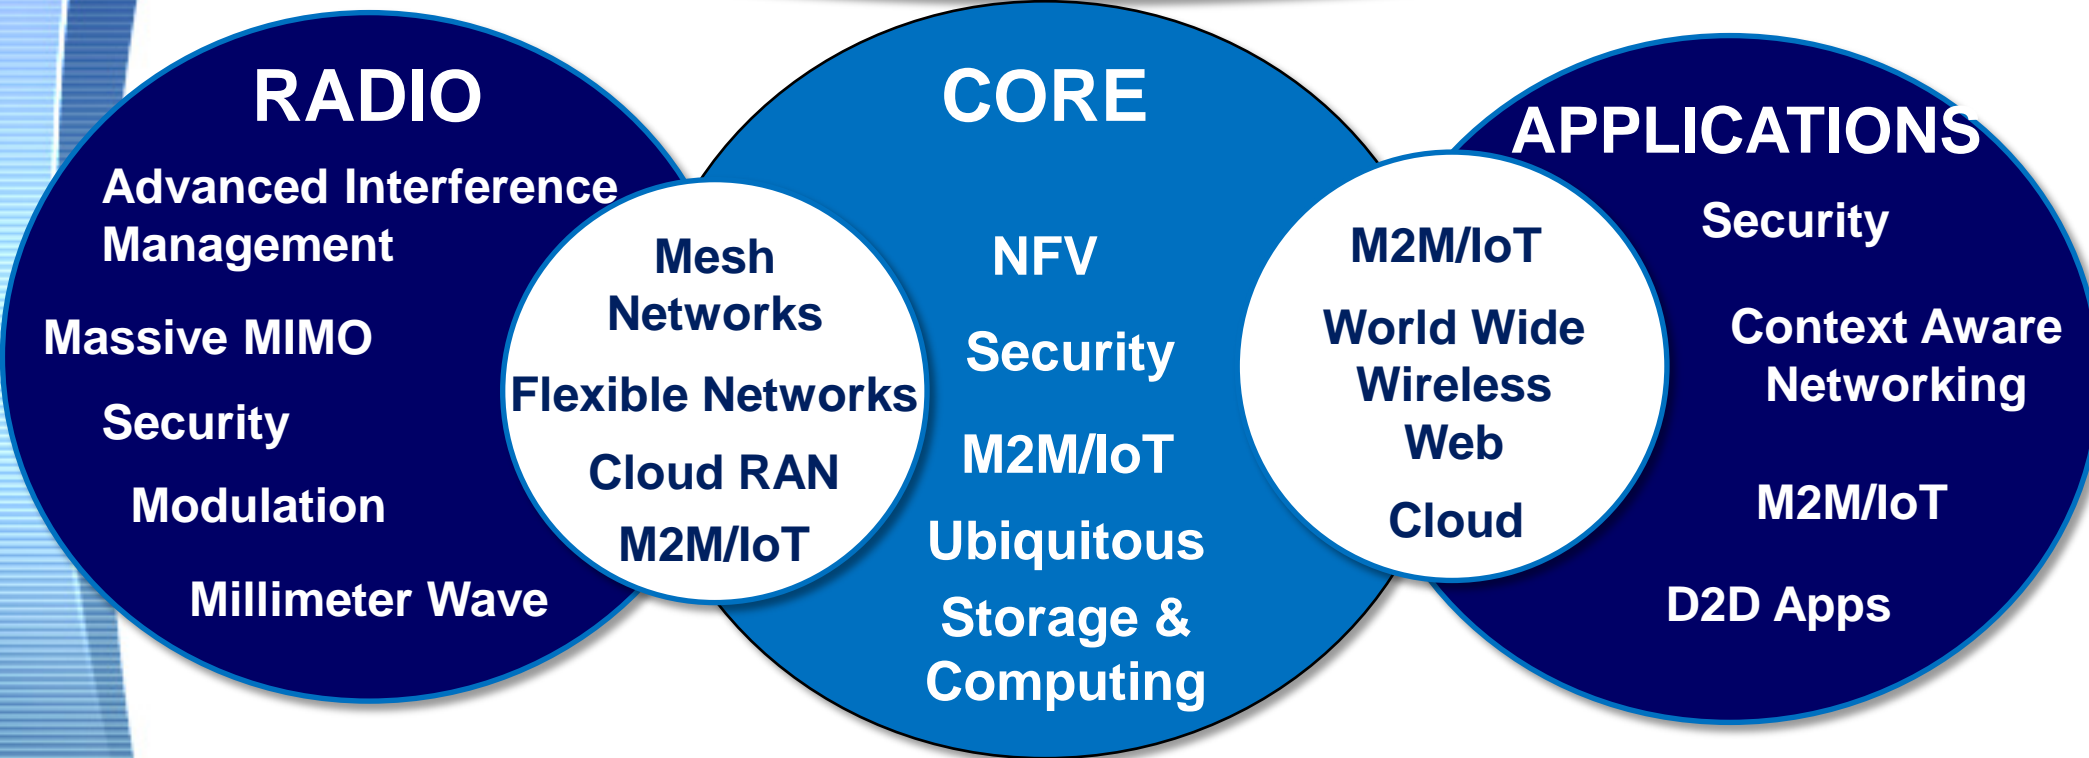 RADIO
Advanced Interference
Management
Massive MIMO
Security
Modulation
Millimeter Wave
Mesh
Networks
Flexible Networks
Cloud RAN
M2M/IoT
CORE
NFV
Security
M2M/IoT
Ubiquitous
Storage &
Computing
M2M/IoT
World Wide
Wireless
Web
Cloud
APPLICATIONS
Security
Context Aware
Networking
M2M/IoT
D2D Apps